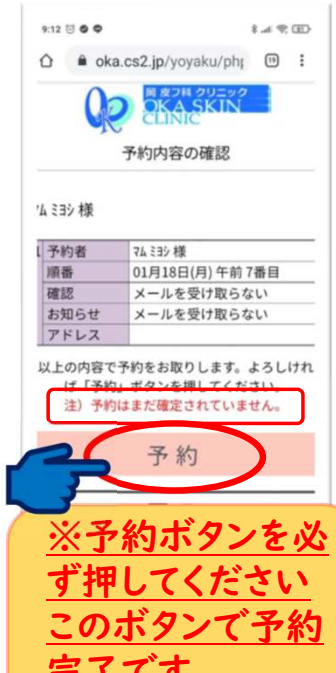 9:12
oka.cs2.jp/yoyaku/php
19
岡 皮フ科 クリニック
OKA SKIN
CLINIC
予約内容の確認
ﾏﾑ ﾐﾖｼ 様
予約者 ﾏﾑ ﾐﾖｼ 様
順番 01月18日(月) 午前 7番目
確認 メールを受け取らない
お知らせ メールを受け取らない
アドレス
以上の内容で予約をお取りします。よろしけれ
ば「予約」ボタンを押してください。
注）予約はまだ確定されていません。
予 約
※予約ボタンを必
ず押してください
このボタンで予約
完了です